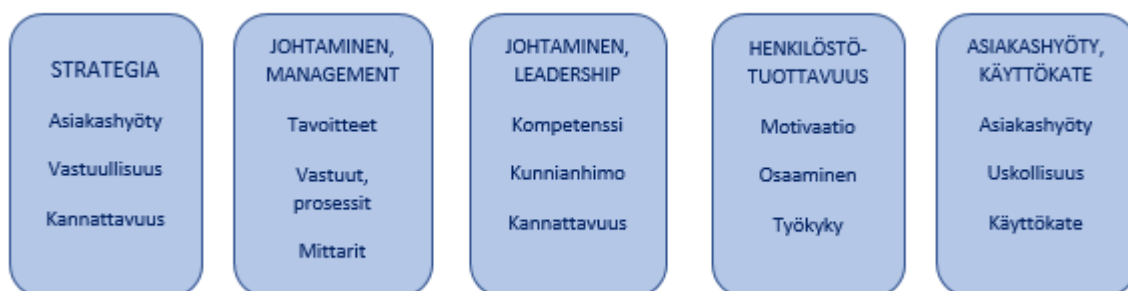 STRATEGIA
Asiakashyöty
Vastuullisuus
Kannattavuus
JOHTAMINEN,
MANAGEMENT
Tavoitteet
Vastuut,
prosessit
Mittarit
JOHTAMINEN,
LEADERSHIP
Kompetenssi
Kunnianhimo
Kannattavuus
HENKILÖSTÖ-
TUOTTAVUUS
Motivaatio
Osaaminen
Työkyky
ASIAKASHYÖTY,
KÄYTTÖKATE
Asiakashyöty
Uskollisuus
Käyttökate